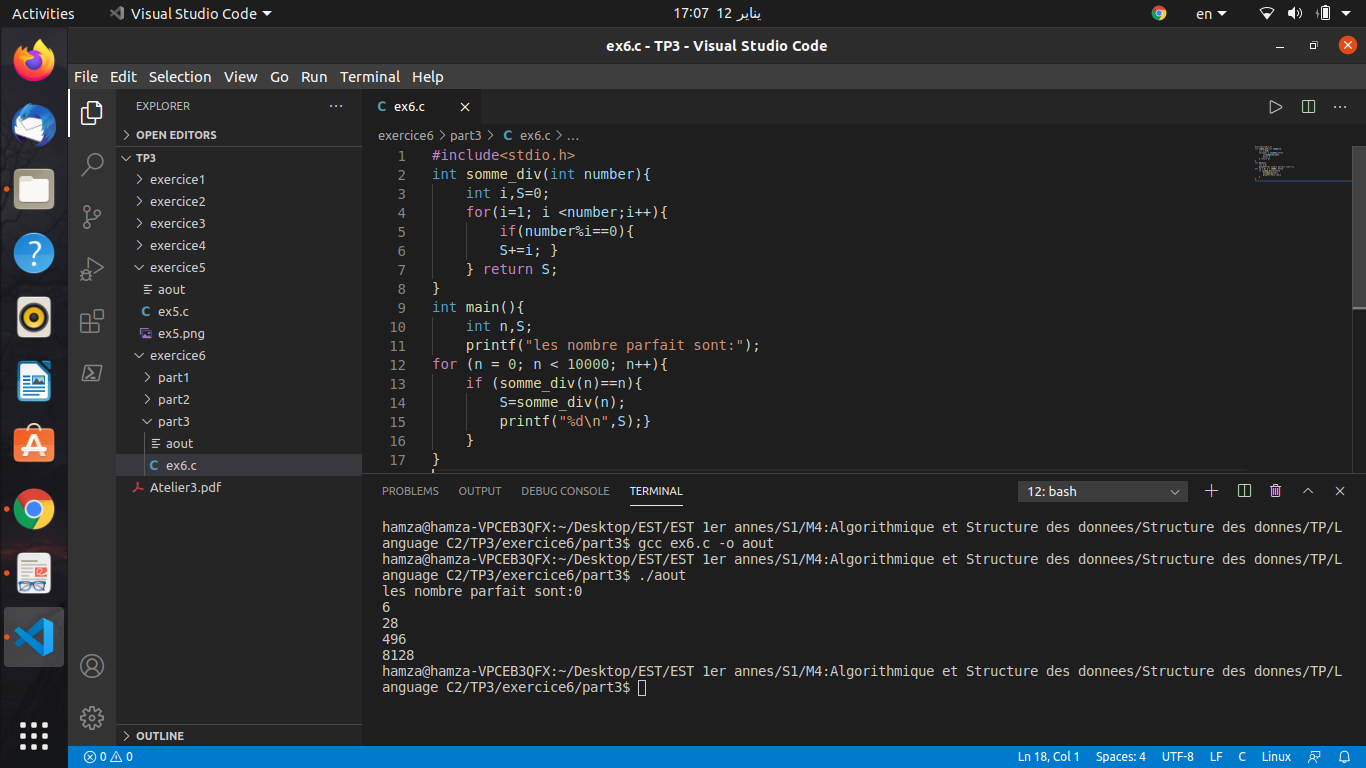 Activities
Visual Studio Code
17:07 12 يناير
en
ex6.c - TP3 - Visual Studio Code
File Edit Selection View Go Run Terminal Help
EXPLORER
OPEN EDITORS
TP3
exercice1
exercice2
exercice3
exercice4
exercice5
aout
ex5.c
ex5.png
exercice6
part1
part2
part3
aout
ex6.c
Atelier3.pdf
OUTLINE
C ex6.c
exercice6 > part3 > C ex6.c > ...
1 #include<stdio.h>
2 int somme_div(int number){
3 int i,S=0;
4 for(i=1; i <number;i++){
5 if(number%i==0){
6 S+=i; }
7 } return S;
8 }
9 int main(){
10 int n,S;
11 printf("les nombre parfait sont:");
12 for (n = 0; n < 10000; n++){
13 if (somme_div(n)==n){
14 S=somme_div(n);
15 printf("%d\n",S);}
16 }
17 }
PROBLEMS OUTPUT DEBUG CONSOLE TERMINAL
12: bash
hamza@hamza-VPCEB3QFX:~/Desktop/EST/EST 1er annes/S1/M4:Algorithmique et Structure des donnees/Structure des donnes/TP/L
anguage C2/TP3/exercice6/part3$ gcc ex6.c -o aout
hamza@hamza-VPCEB3QFX:~/Desktop/EST/EST 1er annes/S1/M4:Algorithmique et Structure des donnees/Structure des donnes/TP/L
anguage C2/TP3/exercice6/part3$ ./aout
les nombre parfait sont:0
6
28
496
8128
hamza@hamza-VPCEB3QFX:~/Desktop/EST/EST 1er annes/S1/M4:Algorithmique et Structure des donnees/Structure des donnes/TP/L
anguage C2/TP3/exercice6/part3$
0 0
Ln 18, Col 1 Spaces: 4 UTF-8 LF C Linux